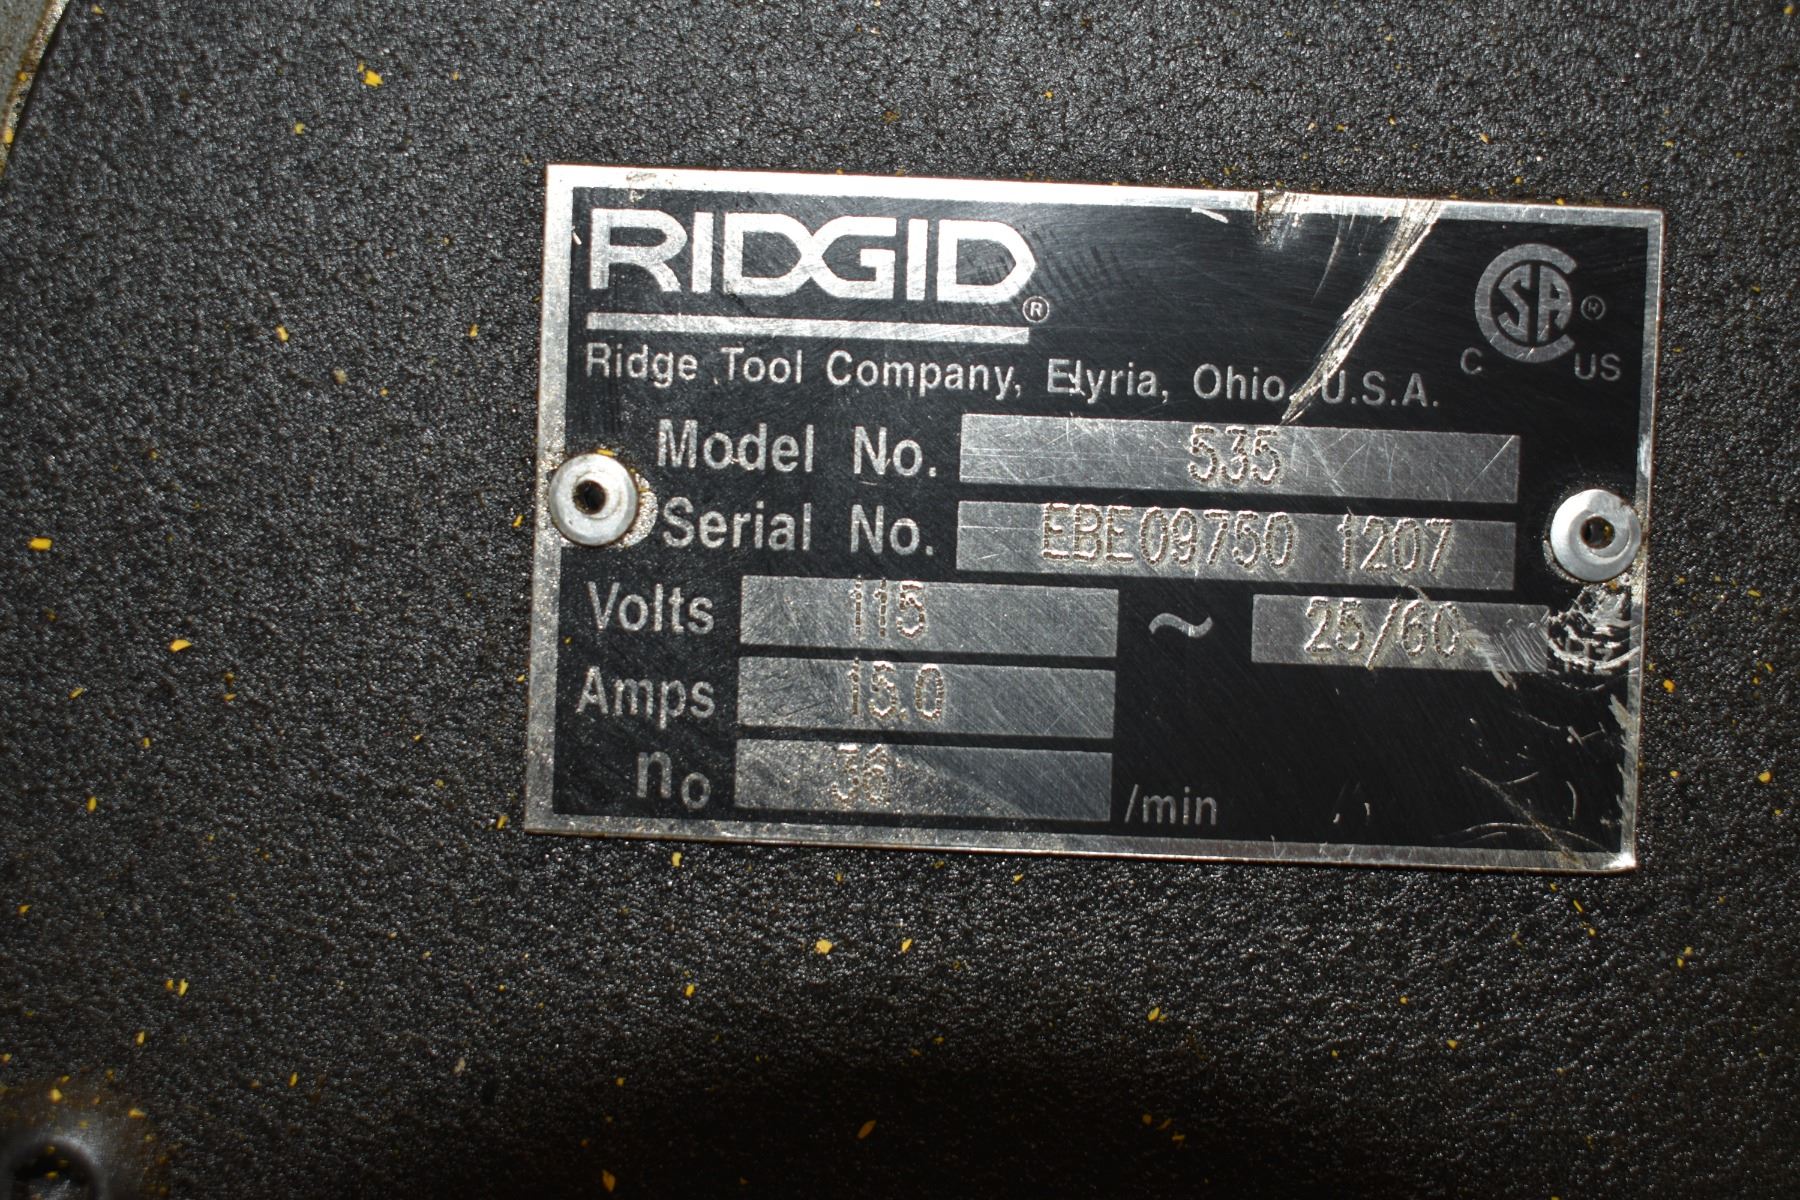 RIDGID®
Ridge Tool Company, Elyria, Ohio, U.S.A.
CSA®
C US
Model No. 535
Serial No. EBE09750 1207
Volts 115 ~ 25/60
Amps 15.0
no 36 /min